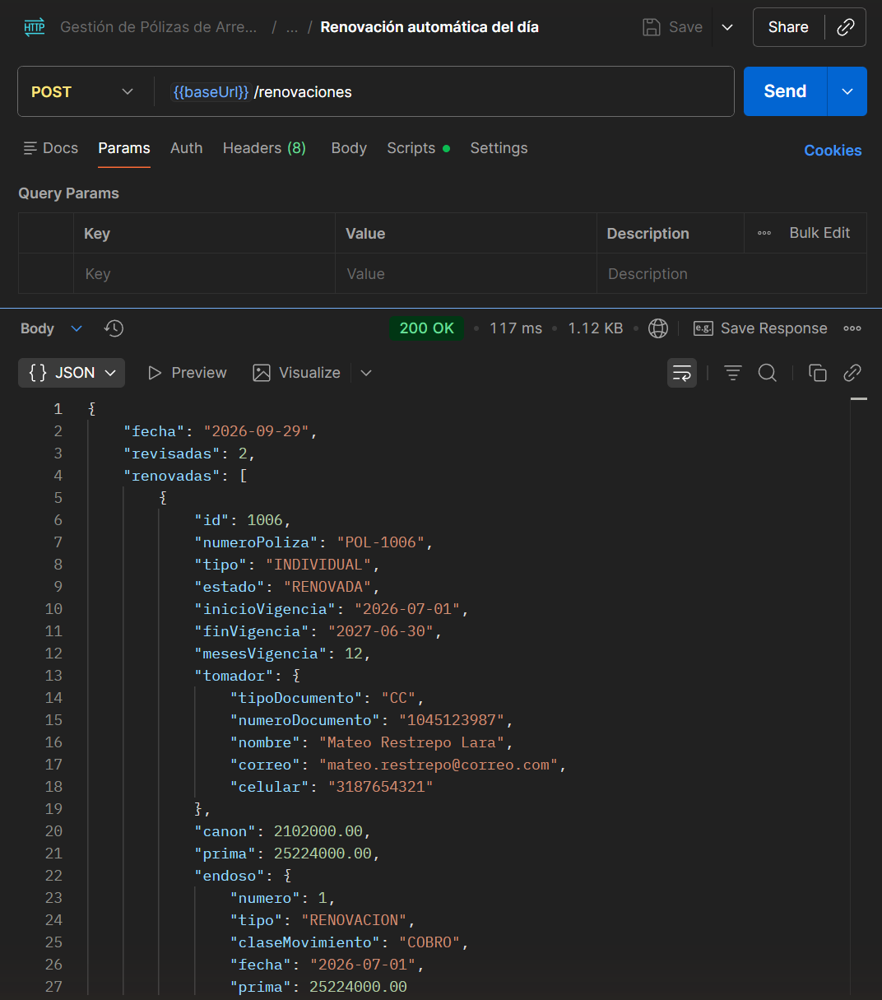 HTTP Gestión de Pólizas de Arre... / ... / Renovación automática del día Save Share
POST {{baseUrl}} /renovaciones Send
Docs Params Auth Headers (8) Body Scripts Settings Cookies
Query Params
Key Value Description Bulk Edit
Key Value Description
Body 200 OK 117 ms 1.12 KB e.g. Save Response
{} JSON Preview Visualize
1 {
2 "fecha": "2026-09-29",
3 "revisadas": 2,
4 "renovadas": [
5 {
6 "id": 1006,
7 "numeroPoliza": "POL-1006",
8 "tipo": "INDIVIDUAL",
9 "estado": "RENOVADA",
10 "inicioVigencia": "2026-07-01",
11 "finVigencia": "2027-06-30",
12 "mesesVigencia": 12,
13 "tomador": {
14 "tipoDocumento": "CC",
15 "numeroDocumento": "1045123987",
16 "nombre": "Mateo Restrepo Lara",
17 "correo": "mateo.restrepo@correo.com",
18 "celular": "3187654321"
19 },
20 "canon": 2102000.00,
21 "prima": 25224000.00,
22 "endoso": {
23 "numero": 1,
24 "tipo": "RENOVACION",
25 "claseMovimiento": "COBRO",
26 "fecha": "2026-07-01",
27 "prima": 25224000.00